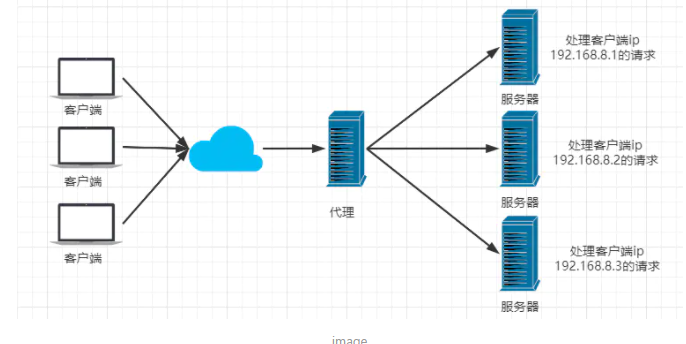 处理客户端ip
192.168.8.1的请求
服务器
客户端
处理客户端ip
192.168.8.2的请求
客户端
服务器
代理
客户端
处理客户端ip
192.168.8.3的请求
服务器
image